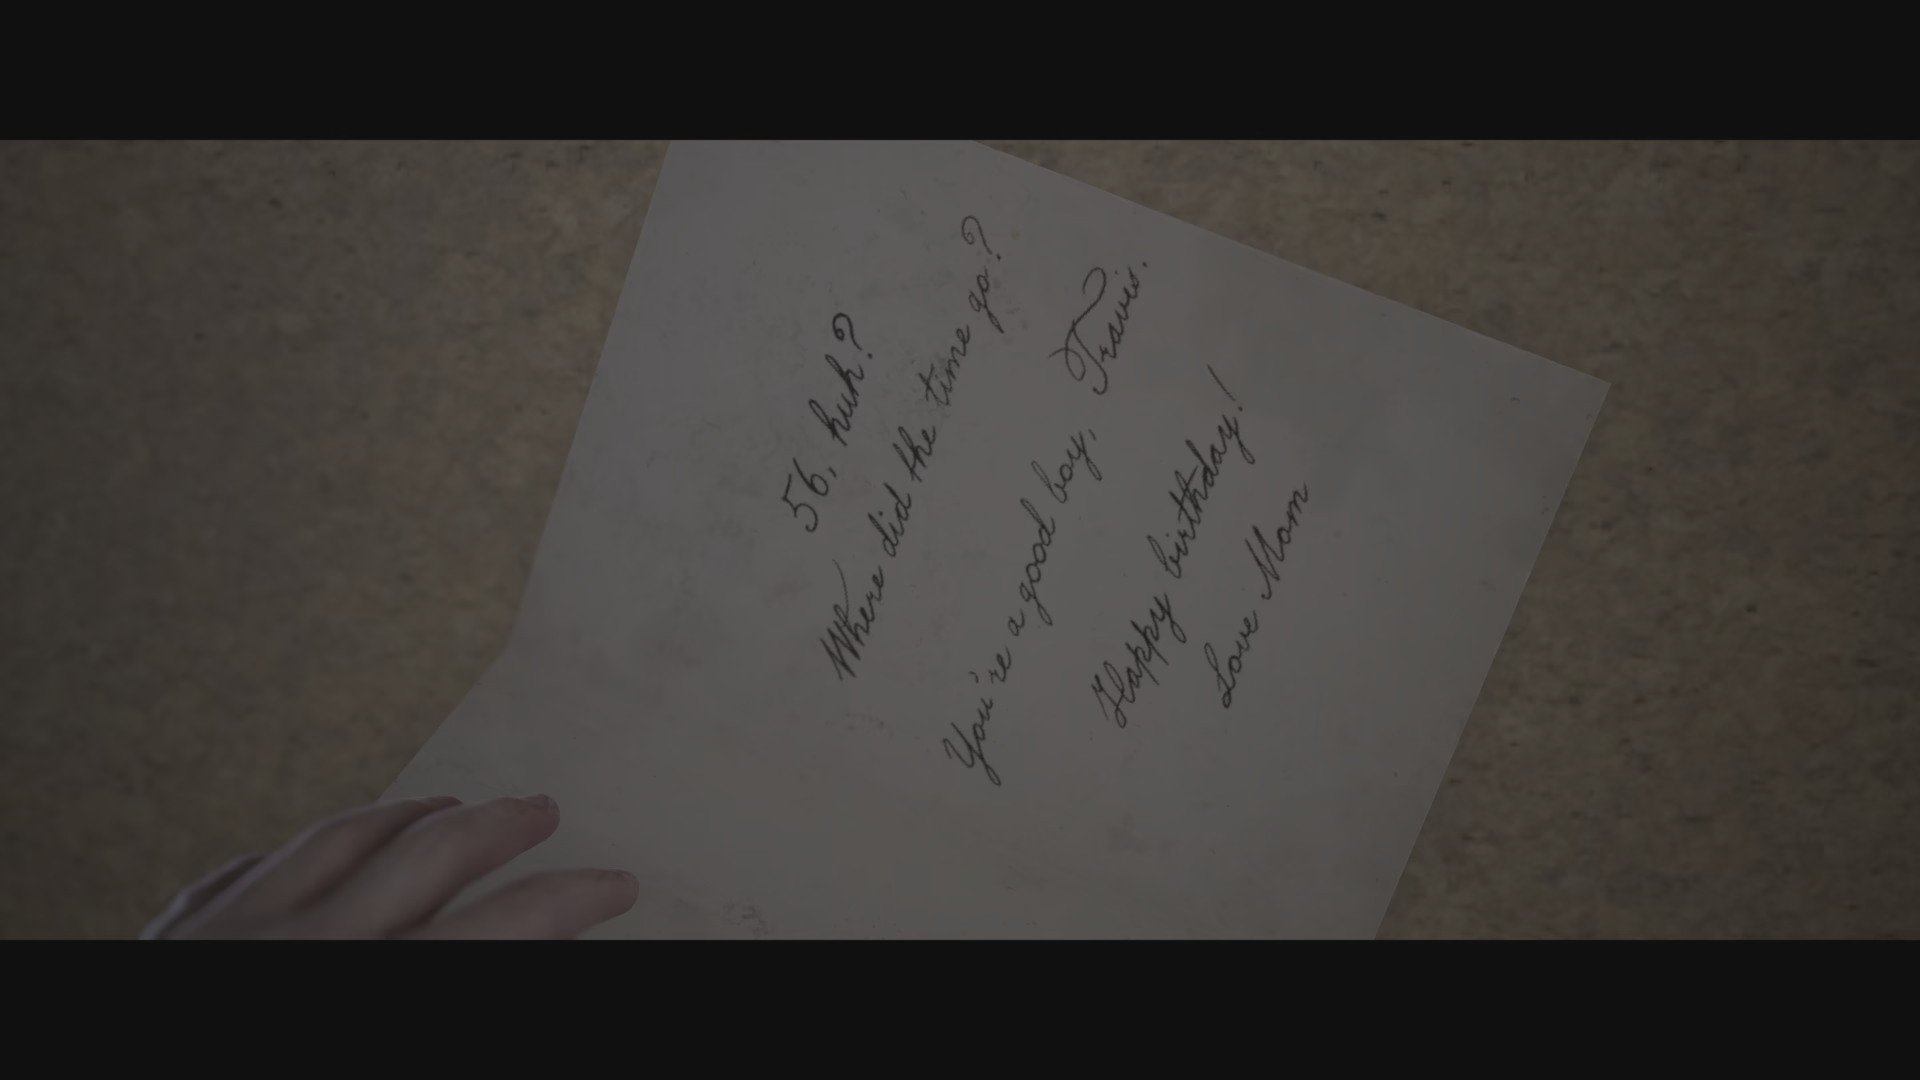 56, huh?
Where did the time go?
You're a good boy, Travis.
Happy birthday!
Love Mom